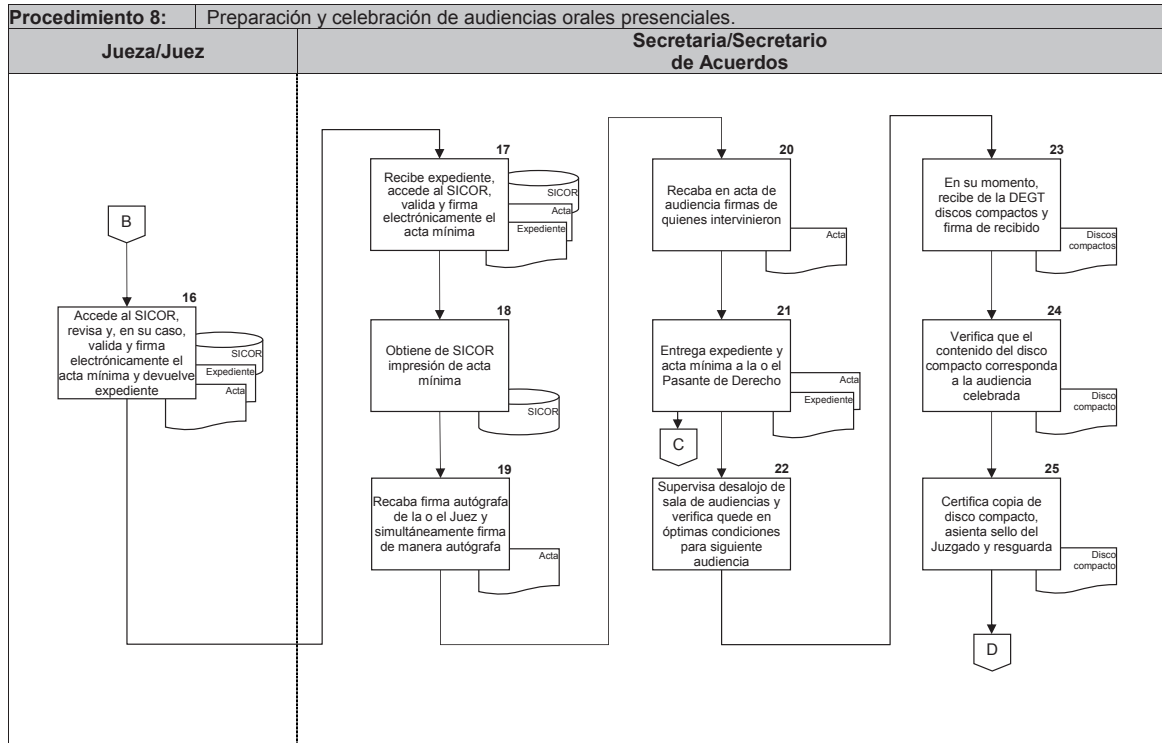 Procedimiento 8: Preparación y celebración de audiencias orales presenciales.
Jueza/Juez
Secretaria/Secretario
de Acuerdos
B
16
Accede al SICOR,
revisa y, en su caso,
valida y firma
electrónicamente el
acta mínima y devuelve
expediente
SICOR
Expediente
Acta
17
Recibe expediente,
accede al SICOR,
valida y firma
electrónicamente el
acta mínima
SICOR
Acta
Expediente
18
Obtiene de SICOR
impresión de acta
mínima
SICOR
19
Recaba firma autógrafa
de la o el Juez y
simultáneamente firma
de manera autógrafa
Acta
20
Recaba en acta de
audiencia firmas de
quienes intervinieron
Acta
21
Entrega expediente y
acta mínima a la o el
Pasante de Derecho
Acta
Expediente
C
22
Supervisa desalojo de
sala de audiencias y
verifica quede en
óptimas condiciones
para siguiente
audiencia
23
En su momento,
recibe de la DEGT
discos compactos y
firma de recibido
Discos
compactos
24
Verifica que el
contenido del disco
compacto corresponda
a la audiencia
celebrada
Disco
compacto
25
Certifica copia de
disco compacto,
asienta sello del
Juzgado y resguarda
Disco
compacto
D